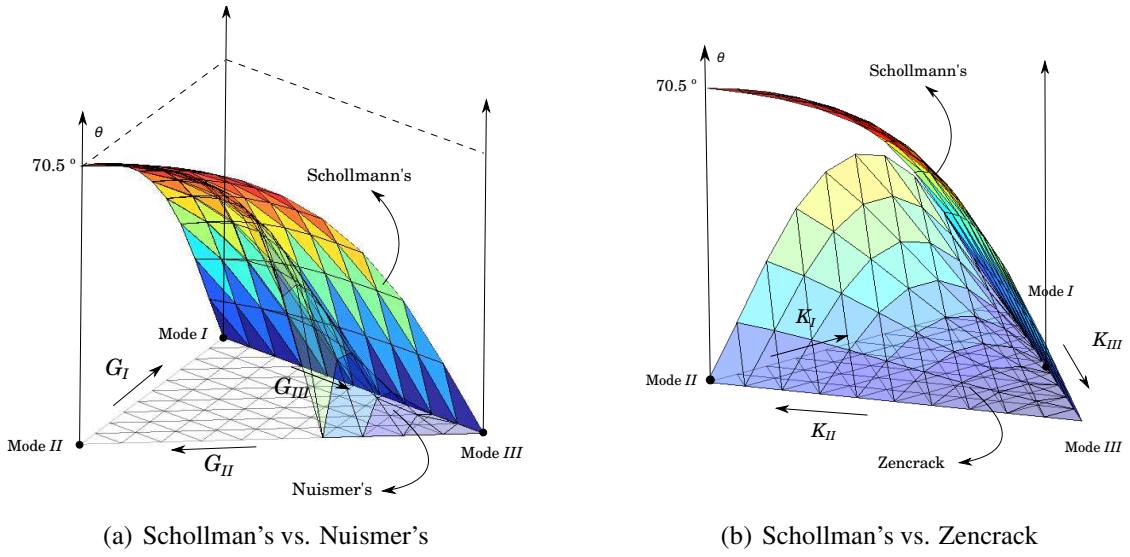 θ
70.5 °
Schollmann's
Mode I
G_I
G_III
Mode II
G_II
Mode III
Nuismer's
(a) Schollman's vs. Nuismer's
θ
70.5 °
Schollmann's
Mode I
K_I
K_III
Mode II
K_II
Mode III
Zencrack
(b) Schollman's vs. Zencrack